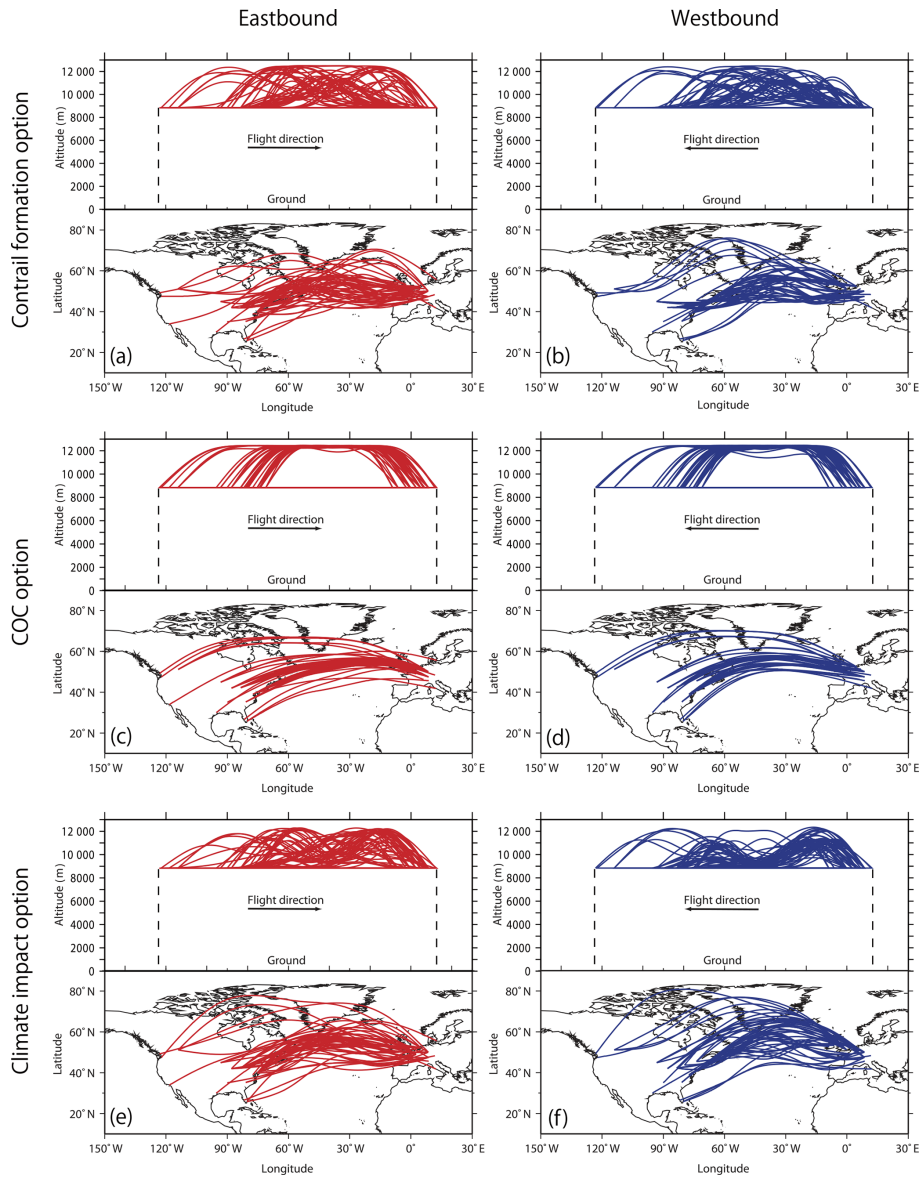 Eastbound
Westbound
Contrail formation option
12 000
10 000
8000
6000
4000
2000
0
Altitude (m)
Flight direction
Ground
80° N
60° N
40° N
20° N
Latitude
(a)
150° W 120° W 90° W 60° W 30° W 0° 30° E
Longitude
12 000
10 000
8000
6000
4000
2000
0
Altitude (m)
Flight direction
Ground
80° N
60° N
40° N
20° N
Latitude
(b)
150° W 120° W 90° W 60° W 30° W 0° 30° E
Longitude
COC option
12 000
10 000
8000
6000
4000
2000
0
Altitude (m)
Flight direction
Ground
80° N
60° N
40° N
20° N
Latitude
(c)
150° W 120° W 90° W 60° W 30° W 0° 30° E
Longitude
12 000
10 000
8000
6000
4000
2000
0
Altitude (m)
Flight direction
Ground
80° N
60° N
40° N
20° N
Latitude
(d)
150° W 120° W 90° W 60° W 30° W 0° 30° E
Longitude
Climate impact option
12 000
10 000
8000
6000
4000
2000
0
Altitude (m)
Flight direction
Ground
80° N
60° N
40° N
20° N
Latitude
(e)
150° W 120° W 90° W 60° W 30° W 0° 30° E
Longitude
12 000
10 000
8000
6000
4000
2000
0
Altitude (m)
Flight direction
Ground
80° N
60° N
40° N
20° N
Latitude
(f)
150° W 120° W 90° W 60° W 30° W 0° 30° E
Longitude